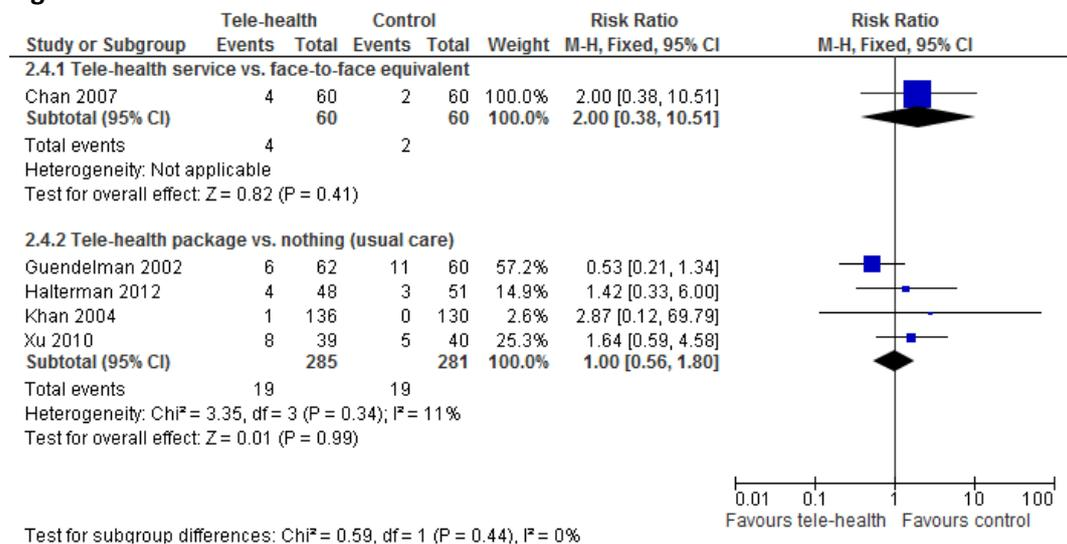 Tele-health Control Risk Ratio Risk Ratio
Study or Subgroup Events Total Events Total Weight M-H, Fixed, 95% CI M-H, Fixed, 95% CI
2.4.1 Tele-health service vs. face-to-face equivalent
Chan 2007 4 60 2 60 100.0% 2.00 [0.38, 10.51]
Subtotal (95% CI) 60 60 100.0% 2.00 [0.38, 10.51]
Total events 4 2
Heterogeneity: Not applicable
Test for overall effect: Z = 0.82 (P = 0.41)
2.4.2 Tele-health package vs. nothing (usual care)
Guendelman 2002 6 62 11 60 57.2% 0.53 [0.21, 1.34]
Halterman 2012 4 48 3 51 14.9% 1.42 [0.33, 6.00]
Khan 2004 1 136 0 130 2.6% 2.87 [0.12, 69.79]
Xu 2010 8 39 5 40 25.3% 1.64 [0.59, 4.58]
Subtotal (95% CI) 285 281 100.0% 1.00 [0.56, 1.80]
Total events 19 19
Heterogeneity: Chi² = 3.35, df = 3 (P = 0.34); I² = 11%
Test for overall effect: Z = 0.01 (P = 0.99)
0.01 0.1 1 10 100
Favours tele-health Favours control
Test for subgroup differences: Chi² = 0.59, df = 1 (P = 0.44), I² = 0%